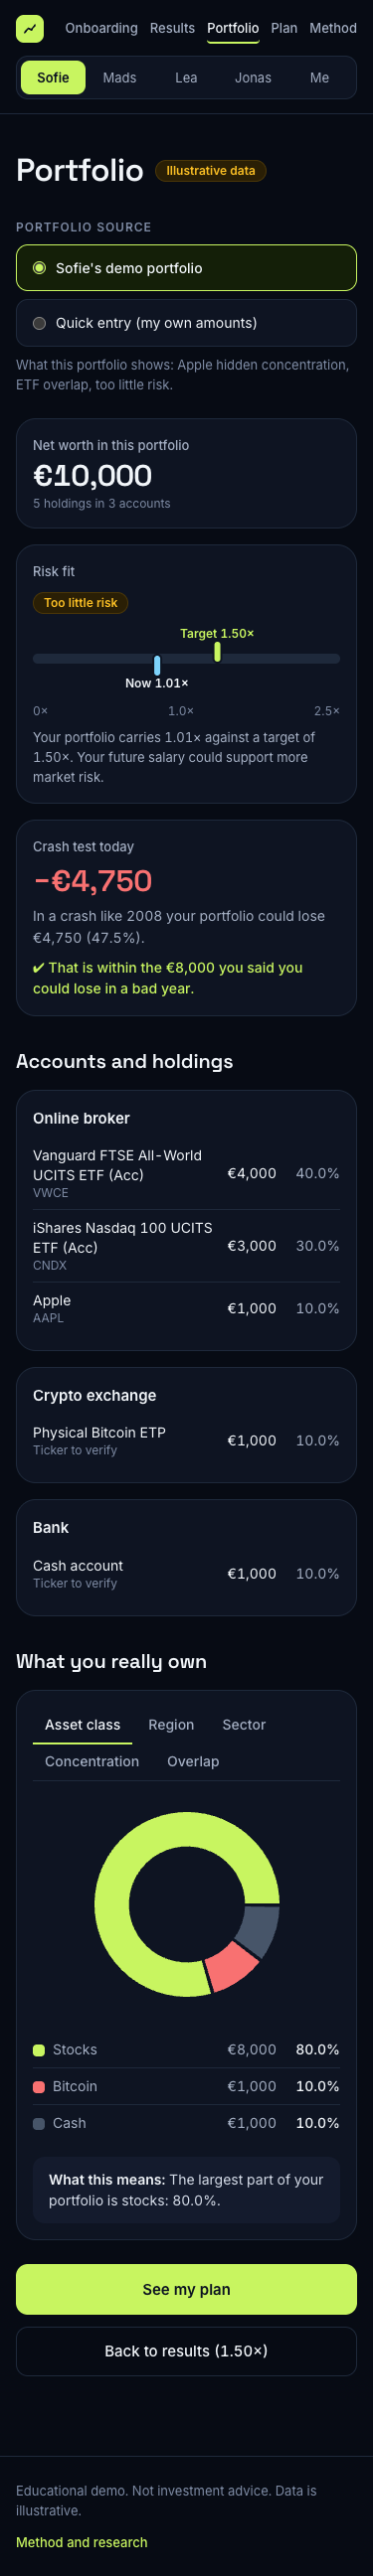 Onboarding Results Portfolio Plan Method
Sofie Mads Lea Jonas Me
Portfolio Illustrative data
PORTFOLIO SOURCE
Sofie's demo portfolio
Quick entry (my own amounts)
What this portfolio shows: Apple hidden concentration,
ETF overlap, too little risk.
Net worth in this portfolio
€10,000
5 holdings in 3 accounts
Risk fit
Too little risk
Target 1.50×
Now 1.01×
0× 1.0× 2.5×
Your portfolio carries 1.01× against a target of
1.50×. Your future salary could support more
market risk.
Crash test today
−€4,750
In a crash like 2008 your portfolio could lose
€4,750 (47.5%).
✔ That is within the €8,000 you said you
could lose in a bad year.
Accounts and holdings
Online broker
Vanguard FTSE All-World
UCITS ETF (Acc) €4,000 40.0%
VWCE
iShares Nasdaq 100 UCITS
ETF (Acc) €3,000 30.0%
CNDX
Apple €1,000 10.0%
AAPL
Crypto exchange
Physical Bitcoin ETP €1,000 10.0%
Ticker to verify
Bank
Cash account €1,000 10.0%
Ticker to verify
What you really own
Asset class Region Sector
Concentration Overlap
Stocks €8,000 80.0%
Bitcoin €1,000 10.0%
Cash €1,000 10.0%
What this means: The largest part of your
portfolio is stocks: 80.0%.
See my plan
Back to results (1.50×)
Educational demo. Not investment advice. Data is
illustrative.
Method and research